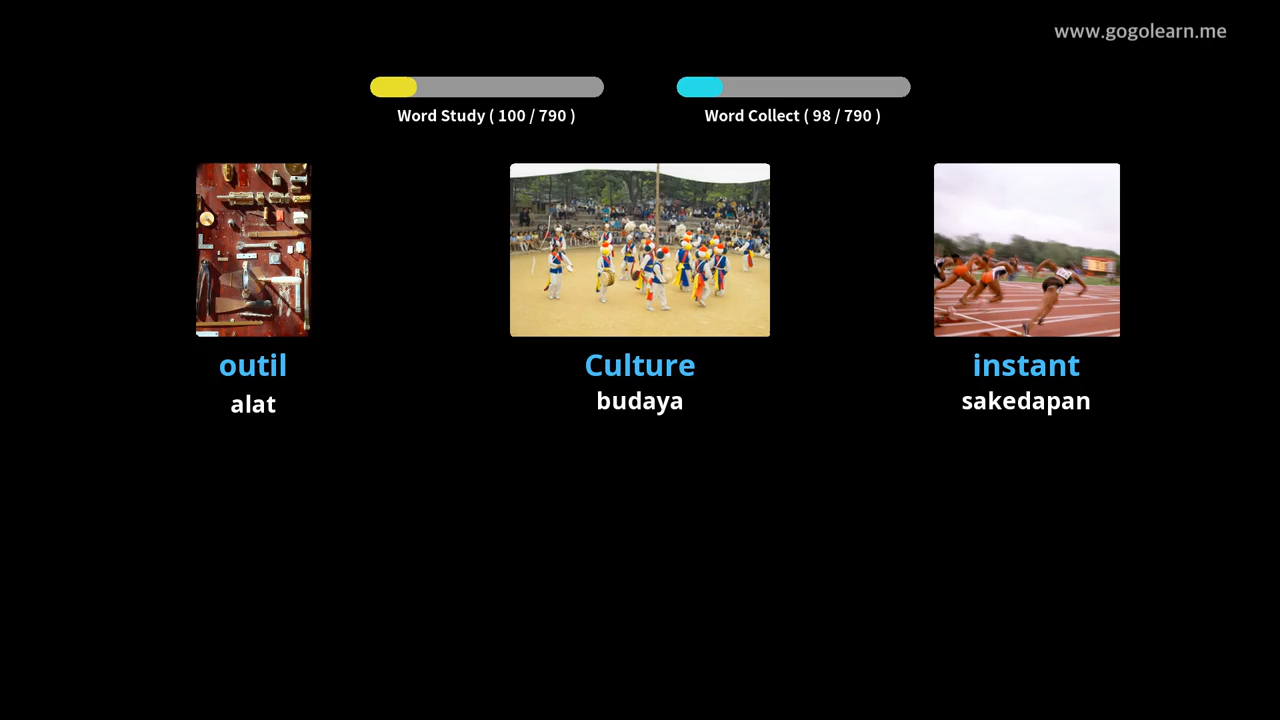 www.gogolearn.me
Word Study ( 100 / 790 )
Word Collect ( 98 / 790 )
outil
alat
Culture
budaya
instant
sakedapan